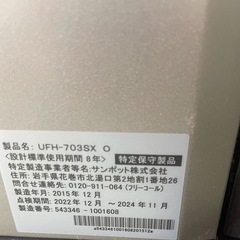 製品名: UFH-703SX O
<設計標準使用期間 8年> 特定保守製品
特定製造事業者等名: サンポット株式会社
住所: 岩手県花巻市北湯口第2地割1番地26
問合せ連絡先: 0120-911-064 (フリーコール)
製造年月: 2015年 12月
点検期間: 2022年 12月 ~ 2024年 11月
製造番号: 543346-1001608